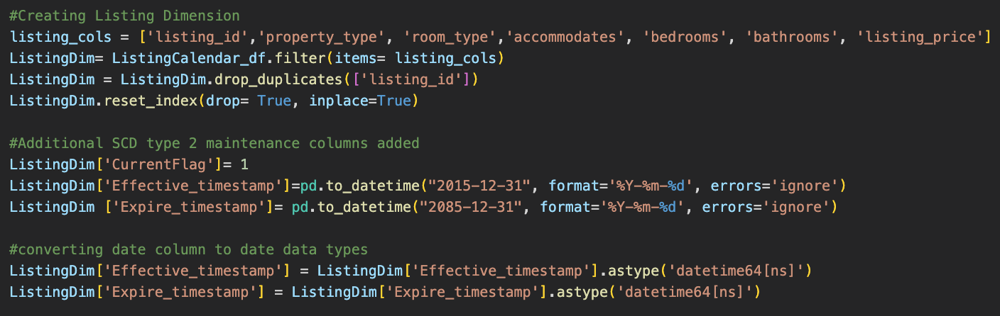 #Creating Listing Dimension
listing_cols = ['listing_id','property_type', 'room_type','accommodates', 'bedrooms', 'bathrooms', 'listing_price']
ListingDim= ListingCalendar_df.filter(items= listing_cols)
ListingDim = ListingDim.drop_duplicates(['listing_id'])
ListingDim.reset_index(drop= True, inplace=True)
#Additional SCD type 2 maintenance columns added
ListingDim['CurrentFlag']= 1
ListingDim['Effective_timestamp']=pd.to_datetime("2015-12-31", format='%Y-%m-%d', errors='ignore')
ListingDim ['Expire_timestamp']= pd.to_datetime("2085-12-31", format='%Y-%m-%d', errors='ignore')
#converting date column to date data types
ListingDim['Effective_timestamp'] = ListingDim['Effective_timestamp'].astype('datetime64[ns]')
ListingDim['Expire_timestamp'] = ListingDim['Expire_timestamp'].astype('datetime64[ns]')